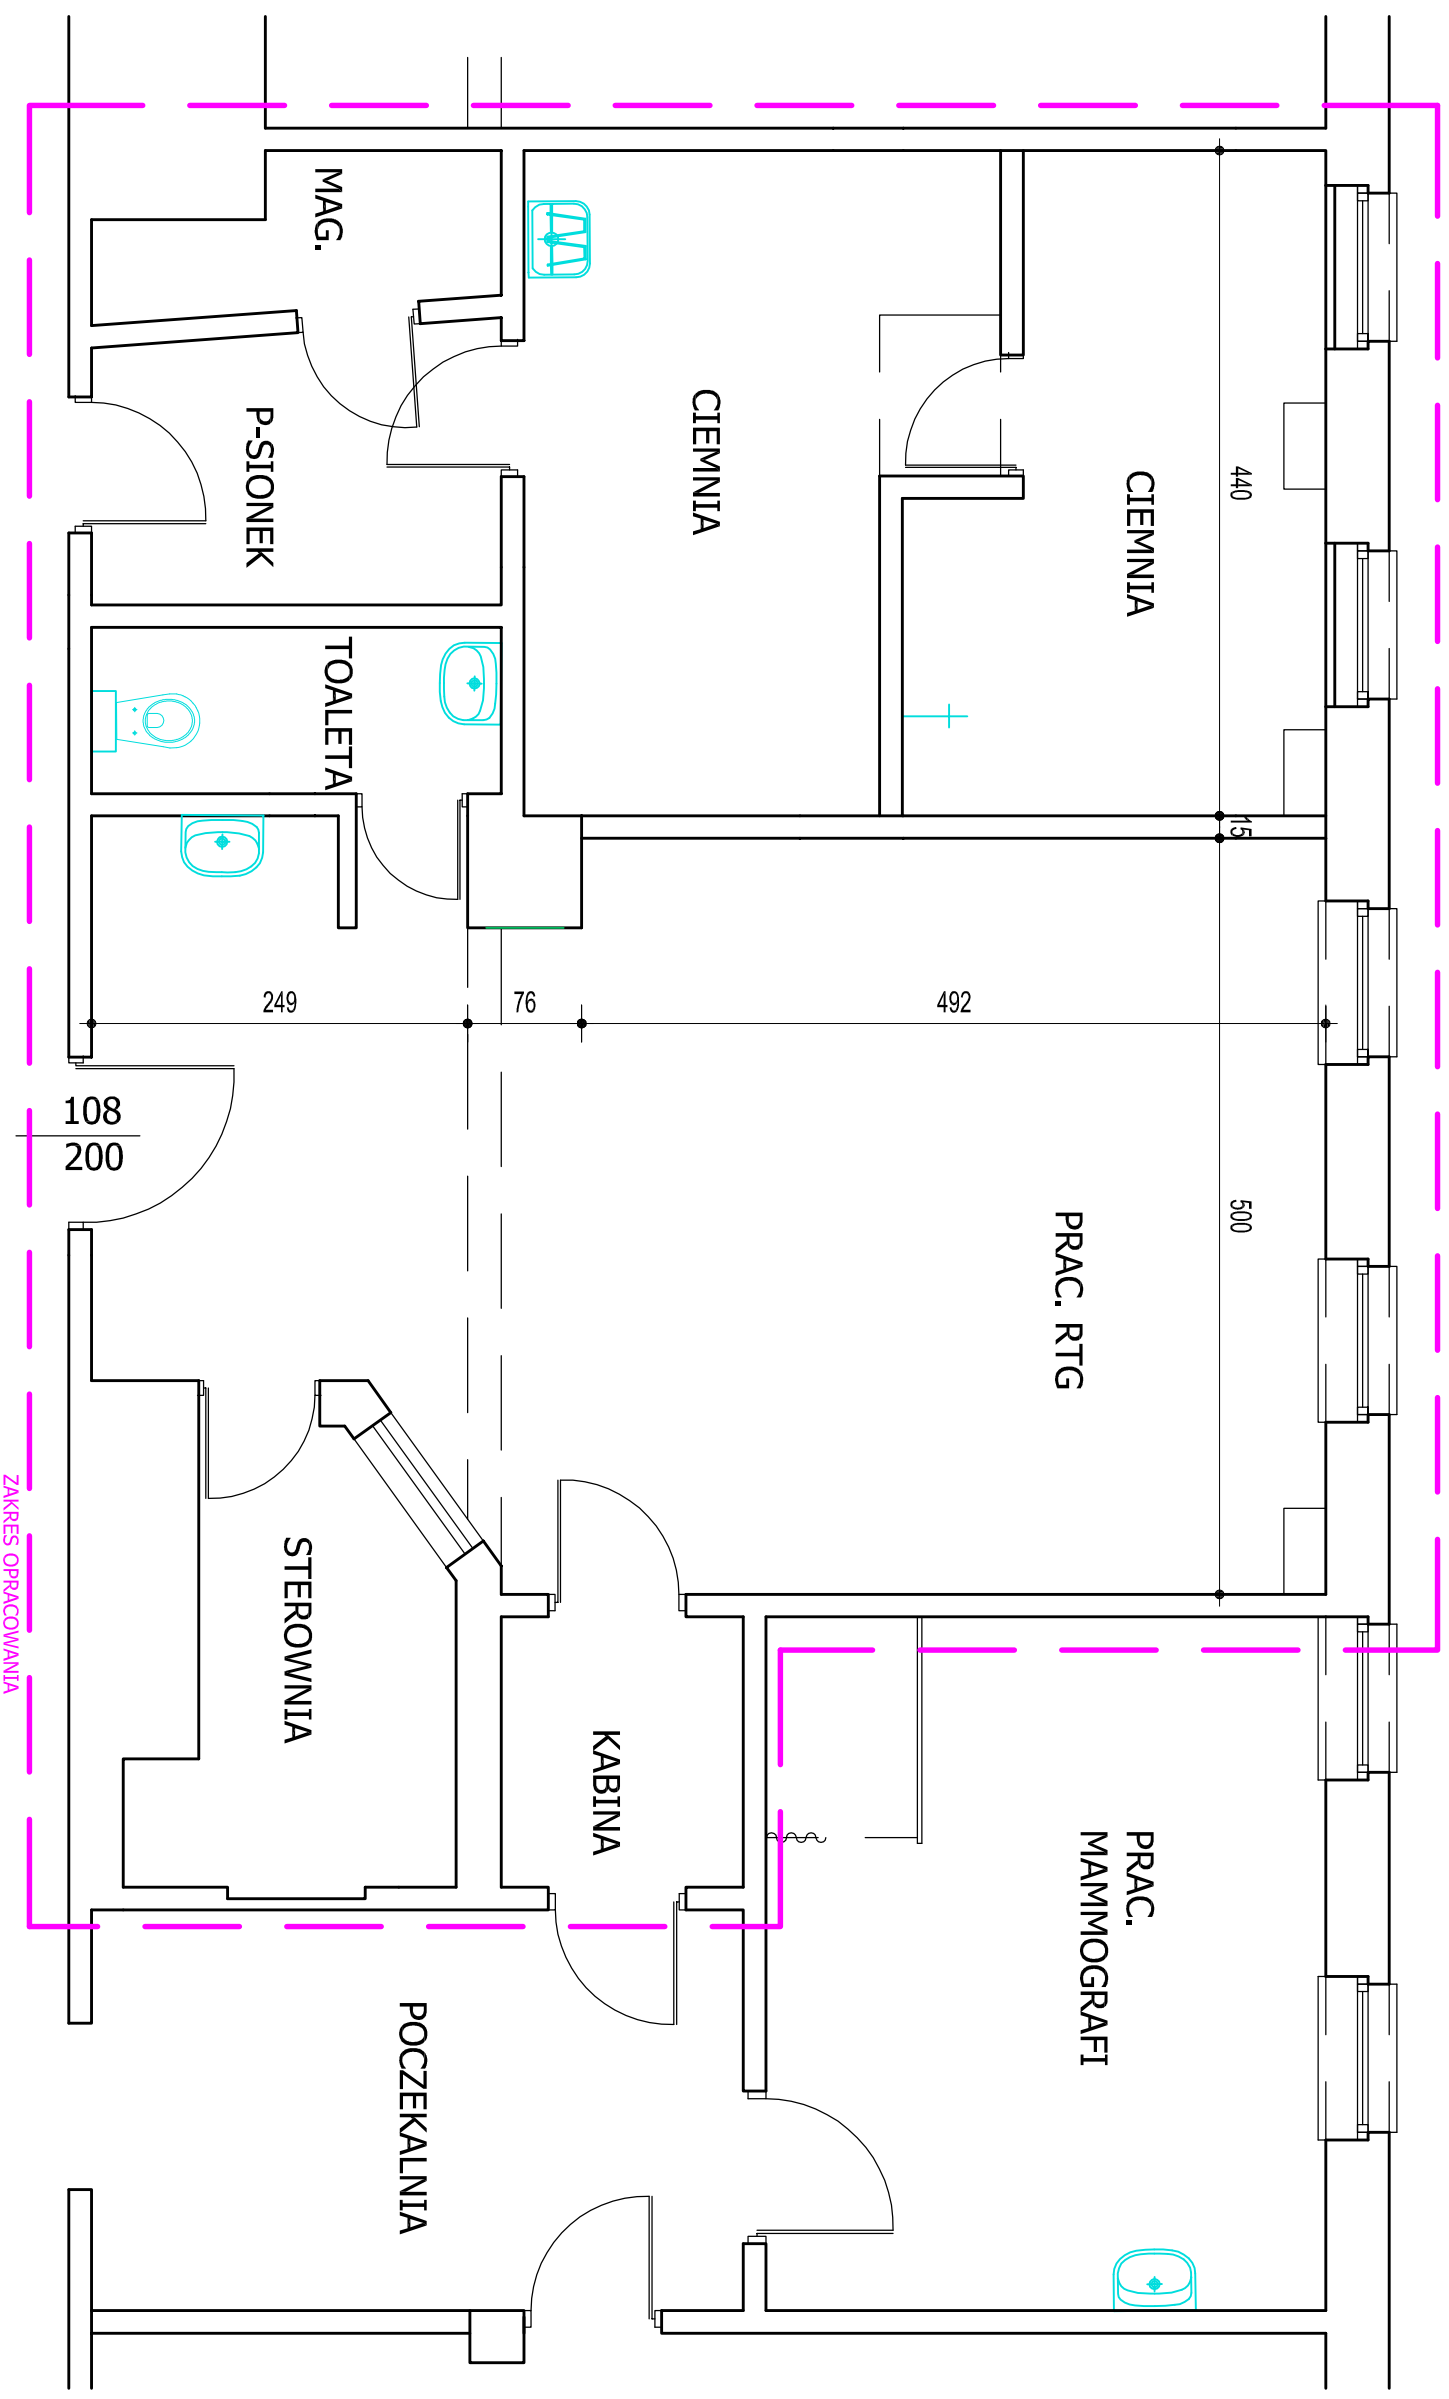 MAG.
P-SIONEK
CIEMNIA
CIEMNIA
440
15
TOALETA
249
76
492
108
200
500
PRAC. RTG
STEROWNIA
KABINA
PRAC.
MAMMOGRAFI
POCZEKALNIA
ZAKRES OPRACOWANIA